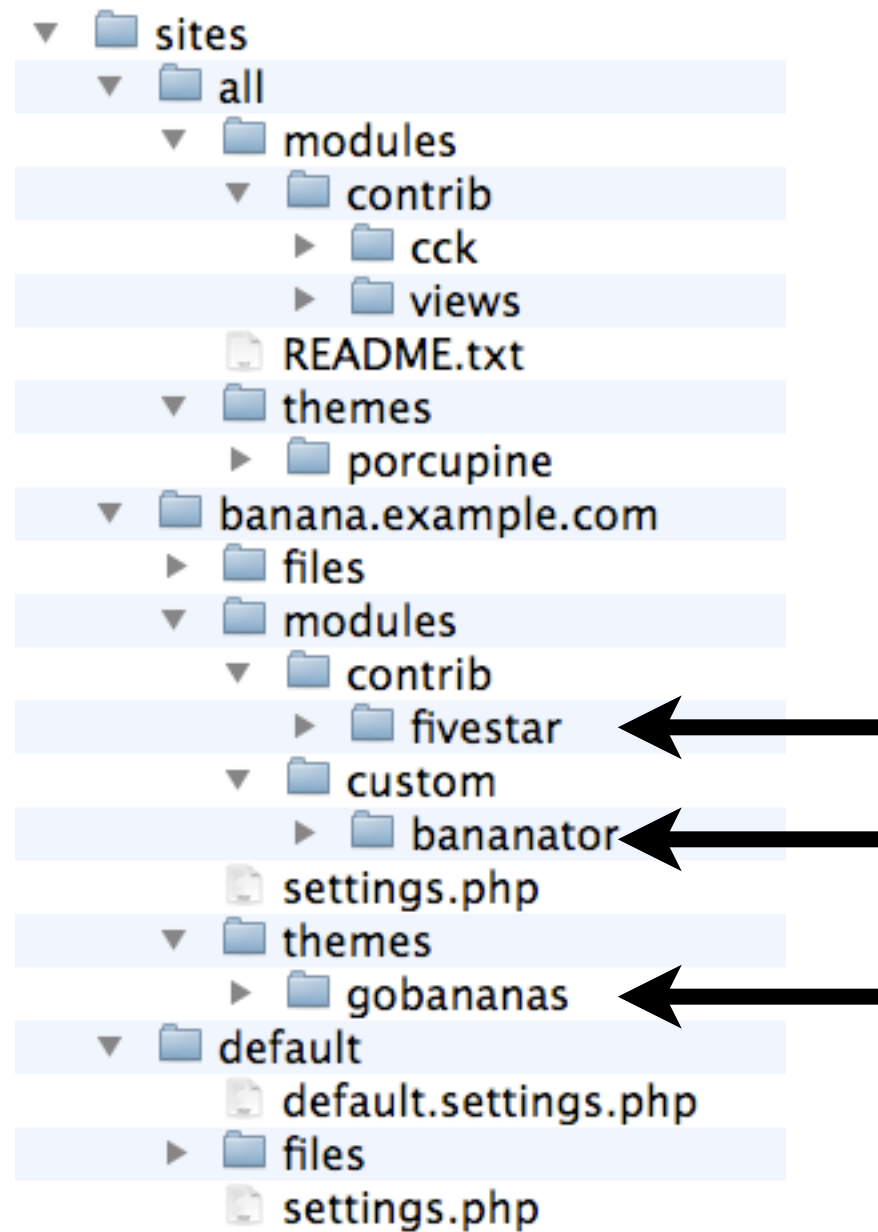 sites
all
modules
contrib
cck
views
README.txt
themes
porcupine
banana.example.com
files
modules
contrib
fivestar
custom
bananator
settings.php
themes
gobananas
default
default.settings.php
files
settings.php